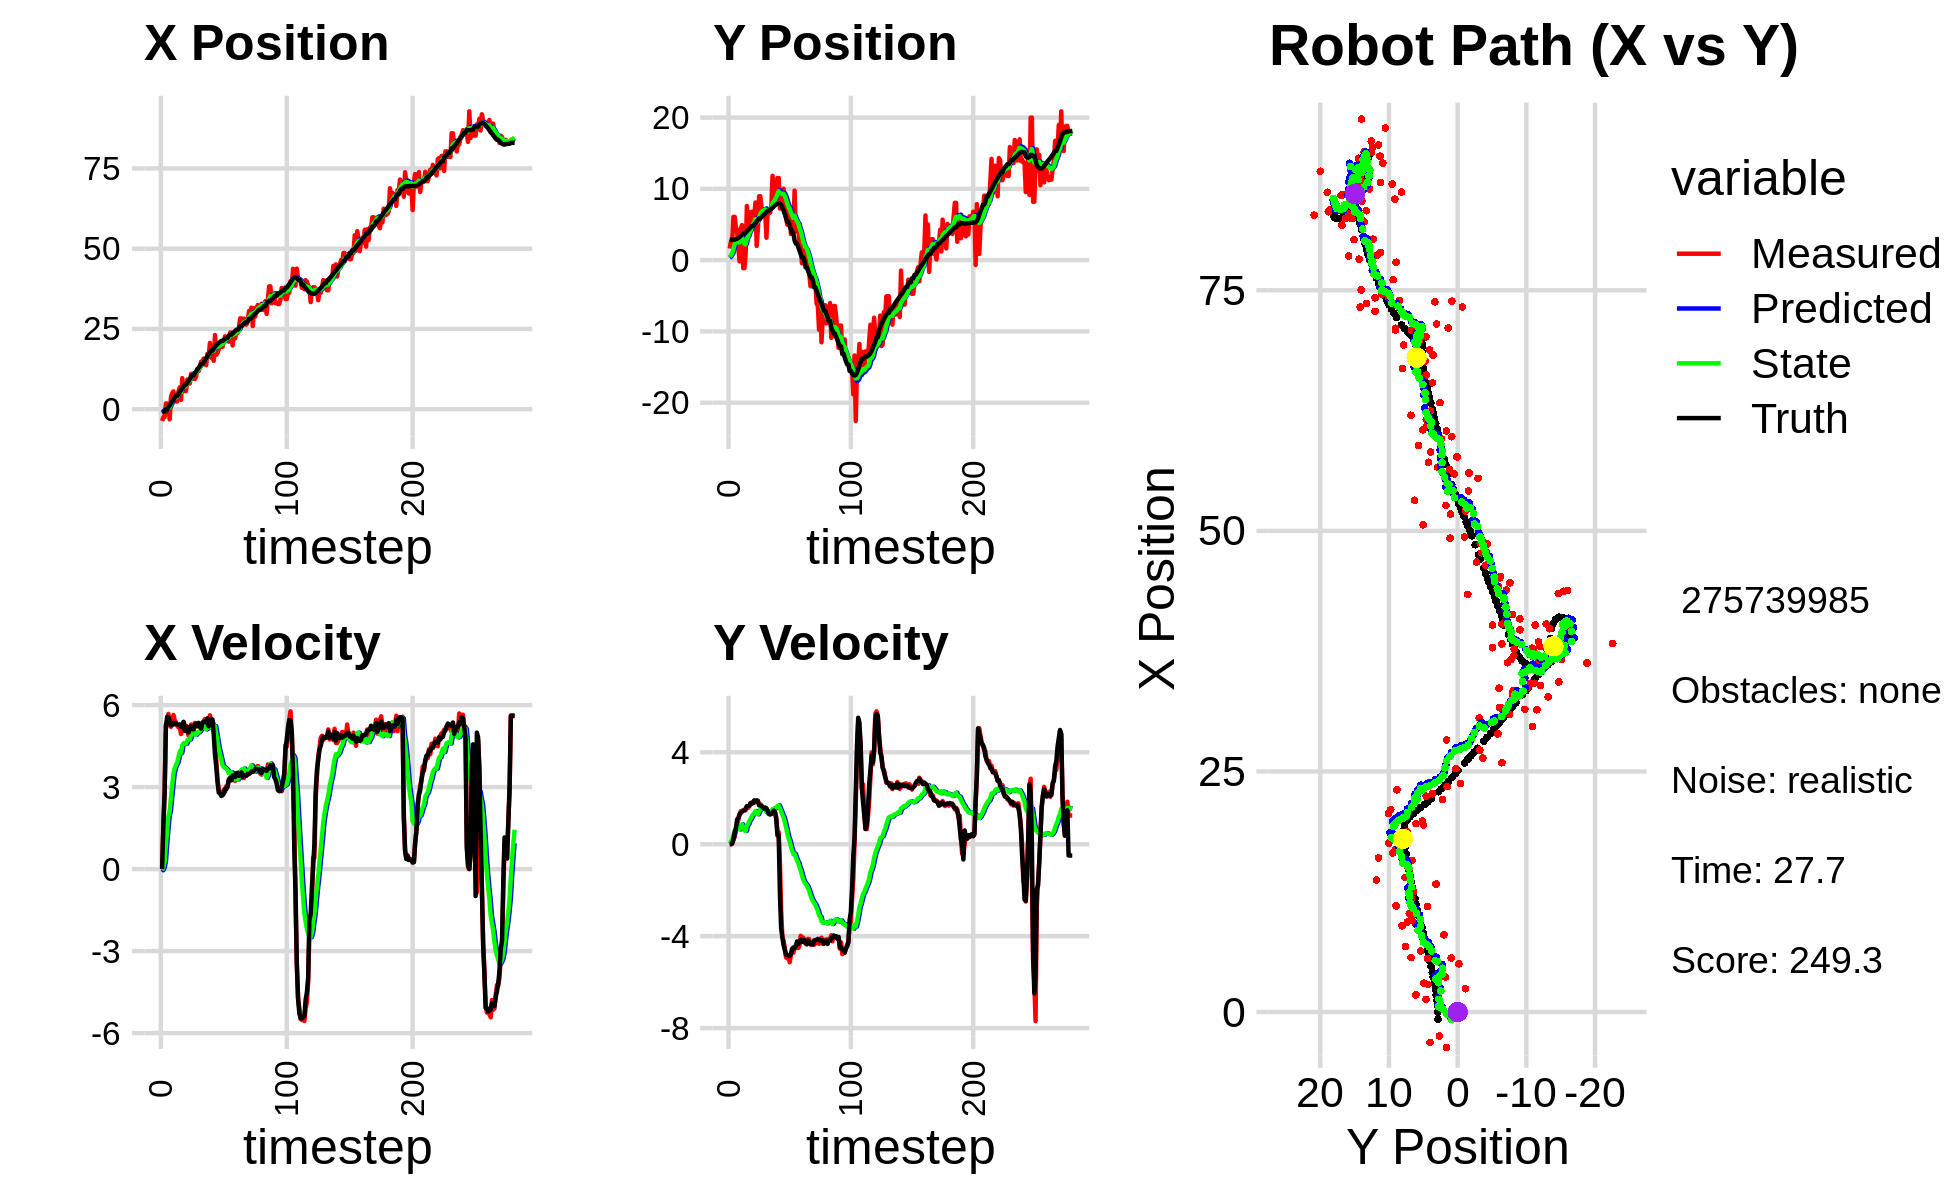 X Position
75
50
25
0
0
100
200
timestep
Y Position
20
10
0
-10
-20
0
100
200
timestep
X Velocity
6
3
0
-3
-6
0
100
200
timestep
Y Velocity
4
0
-4
-8
0
100
200
timestep
Robot Path (X vs Y)
X Position
75
50
25
0
20 10 0 -10 -20
Y Position
variable
Measured
Predicted
State
Truth
275739985
Obstacles: none
Noise: realistic
Time: 27.7
Score: 249.3